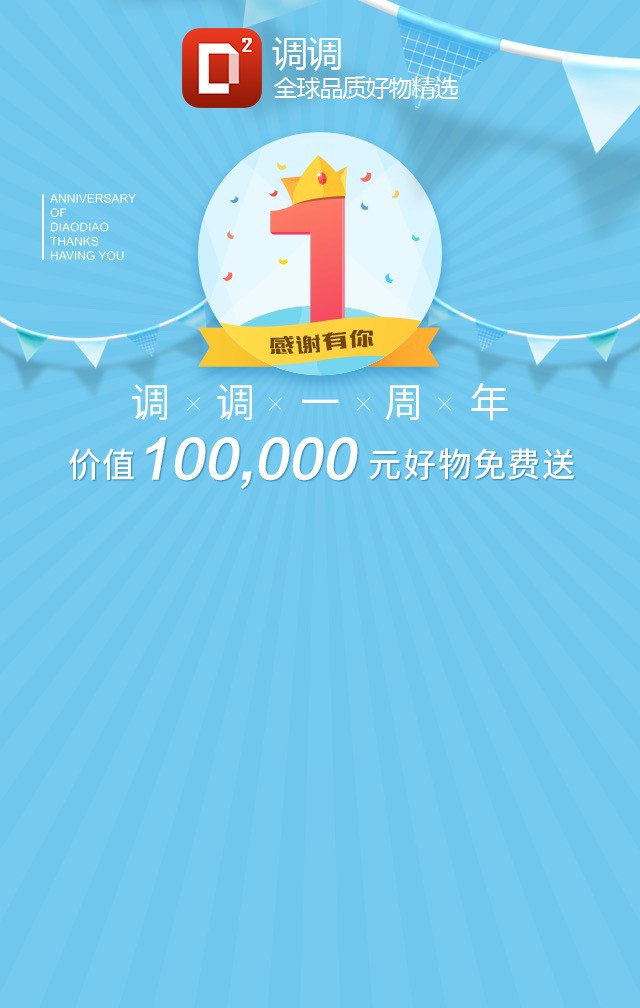 D2
调调
全球品质好物精选
ANNIVERSARY
OF
DIAODIAO
THANKS
HAVING YOU
1
感谢有你
调×调×一×周×年
价值100,000元好物免费送